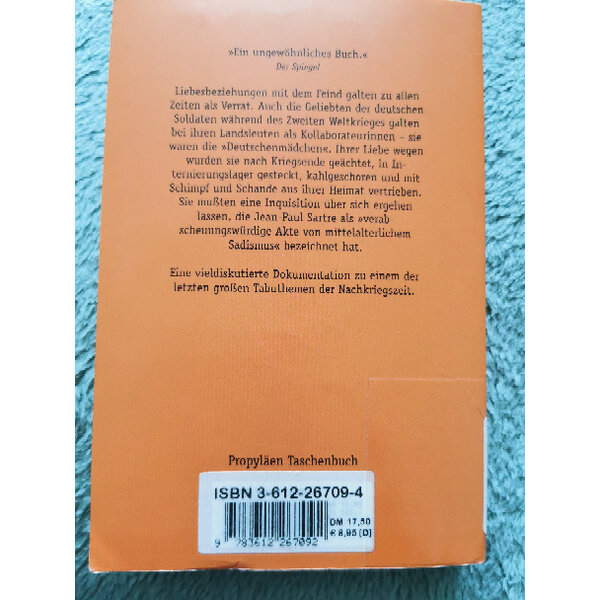 »Ein ungewöhnliches Buch.«
Der Spiegel
Liebesbeziehungen mit dem Feind galten zu allen
Zeiten als Verrat. Auch die Geliebten der deutschen
Soldaten während des Zweiten Weltkrieges galten
bei ihren Landsleuten als Kollaborateurinnen – sie
waren die »Deutschenmädchen«. Ihrer Liebe wegen
wurden sie nach Kriegsende geächtet, in In-
ternierungslager gesteckt, kahlgeschoren und mit
Schimpf und Schande aus ihrer Heimat vertrieben.
Sie mußten eine Inquisition über sich ergehen
lassen, die Jean-Paul Sartre als »verab-
scheuungswürdige Akte von mittelalterlichem
Sadismus« bezeichnet hat.
Eine vieldiskutierte Dokumentation zu einem der
letzten großen Tabuthemen der Nachkriegszeit.
Propyläen Taschenbuch
ISBN 3-612-26709-4
DM 17,50
€ 8,95 [D]
9 783612 267092